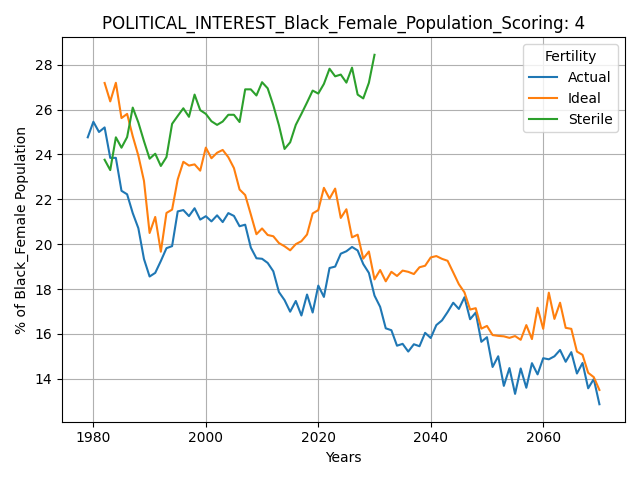 POLITICAL_INTEREST_Black_Female_Population_Scoring: 4
% of Black_Female Population
28
26
24
22
20
18
16
14
1980
2000
2020
2040
2060
Years
Fertility
Actual
Ideal
Sterile